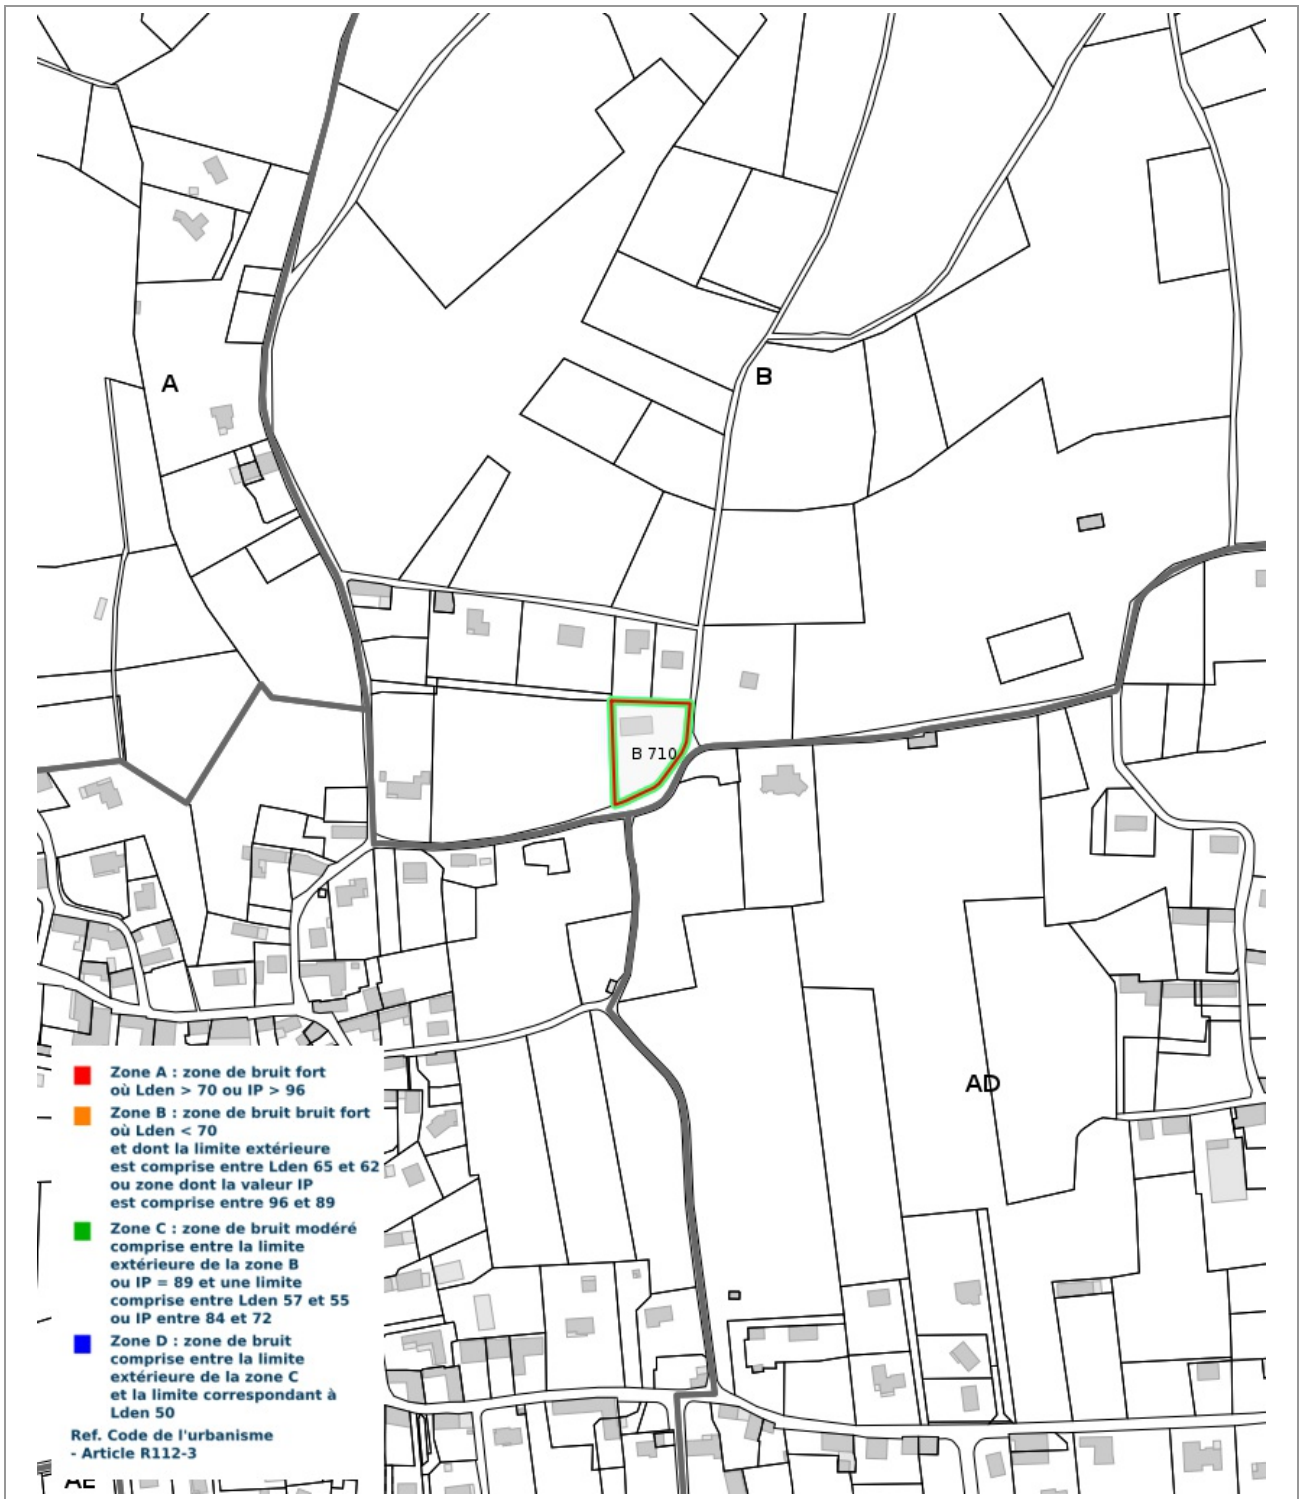 A
B
B 710
AD
Zone A : zone de bruit fort
où Lden > 70 ou IP > 96
Zone B : zone de bruit bruit fort
où Lden < 70
et dont la limite extérieure
est comprise entre Lden 65 et 62
ou zone dont la valeur IP
est comprise entre 96 et 89
Zone C : zone de bruit modéré
comprise entre la limite
extérieure de la zone B
ou IP = 89 et une limite
comprise entre Lden 57 et 55
ou IP entre 84 et 72
Zone D : zone de bruit
comprise entre la limite
extérieure de la zone C
et la limite correspondant à
Lden 50
Ref. Code de l'urbanisme
- Article R112-3